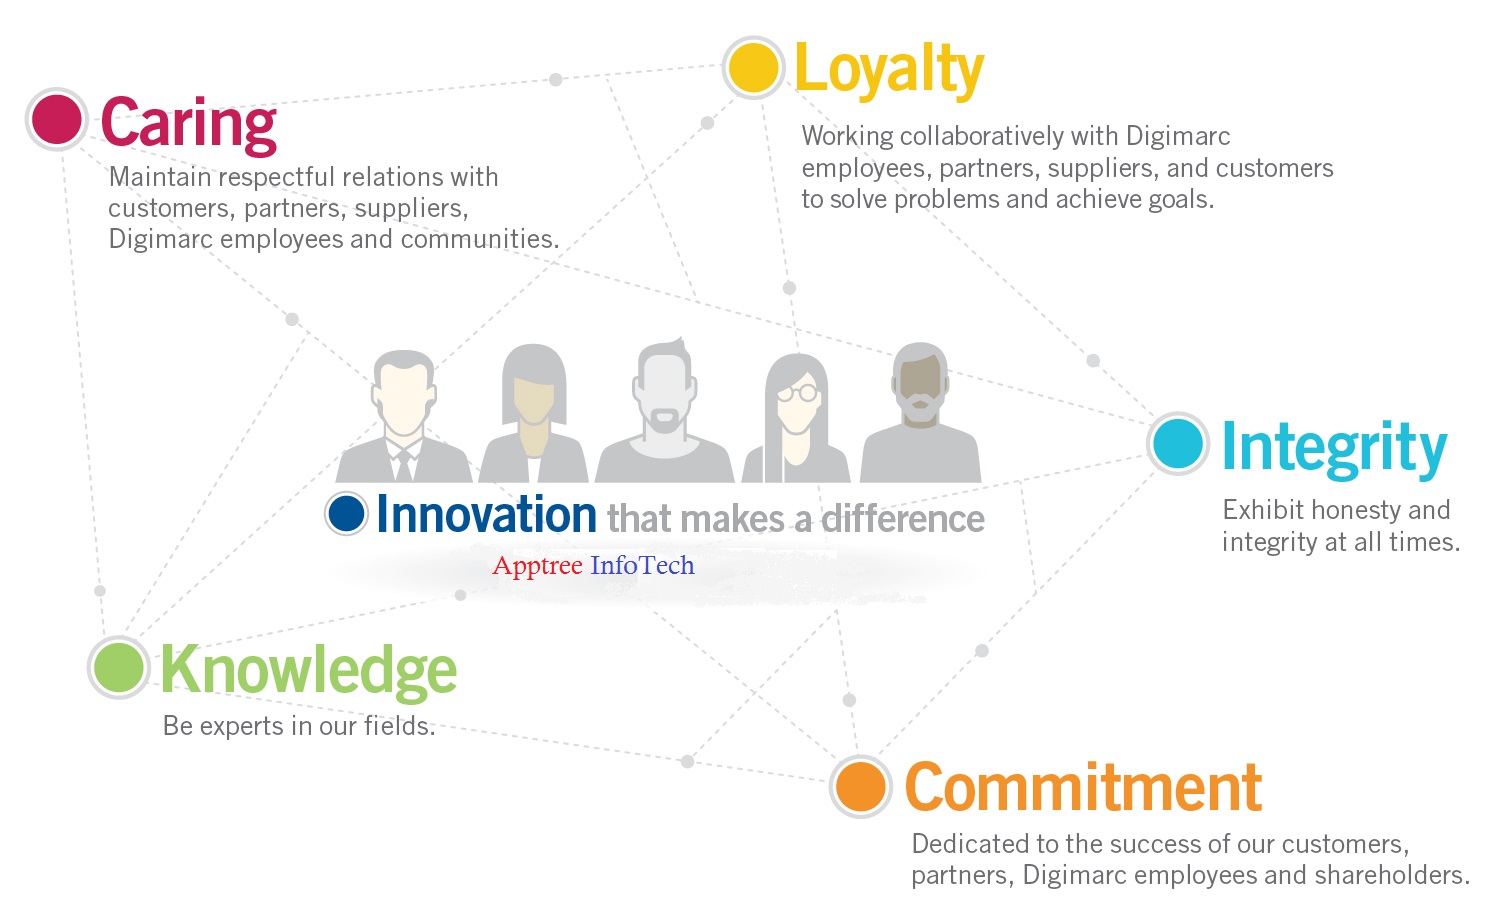 Loyalty
Working collaboratively with Digimarc
employees, partners, suppliers, and customers
to solve problems and achieve goals.
Caring
Maintain respectful relations with
customers, partners, suppliers,
Digimarc employees and communities.
Integrity
Exhibit honesty and
integrity at all times.
Innovation that makes a difference
Apptree InfoTech
Knowledge
Be experts in our fields.
Commitment
Dedicated to the success of our customers,
partners, Digimarc employees and shareholders.